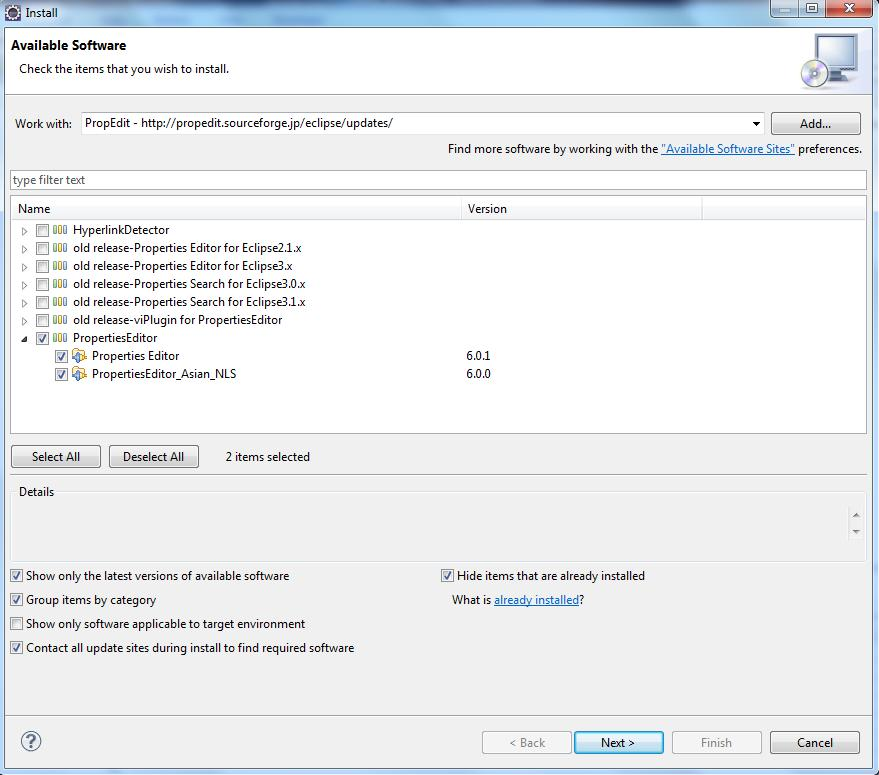 Install
Available Software
Check the items that you wish to install.
Work with: PropEdit - http://propedit.sourceforge.jp/eclipse/updates/ Add...
Find more software by working with the "Available Software Sites" preferences.
type filter text
Name Version
HyperlinkDetector
old release-Properties Editor for Eclipse2.1.x
old release-Properties Editor for Eclipse3.x
old release-Properties Search for Eclipse3.0.x
old release-Properties Search for Eclipse3.1.x
old release-viPlugin for PropertiesEditor
PropertiesEditor
Properties Editor 6.0.1
PropertiesEditor_Asian_NLS 6.0.0
Select All Deselect All 2 items selected
Details
Show only the latest versions of available software Hide items that are already installed
Group items by category What is already installed?
Show only software applicable to target environment
Contact all update sites during install to find required software
? < Back Next > Finish Cancel